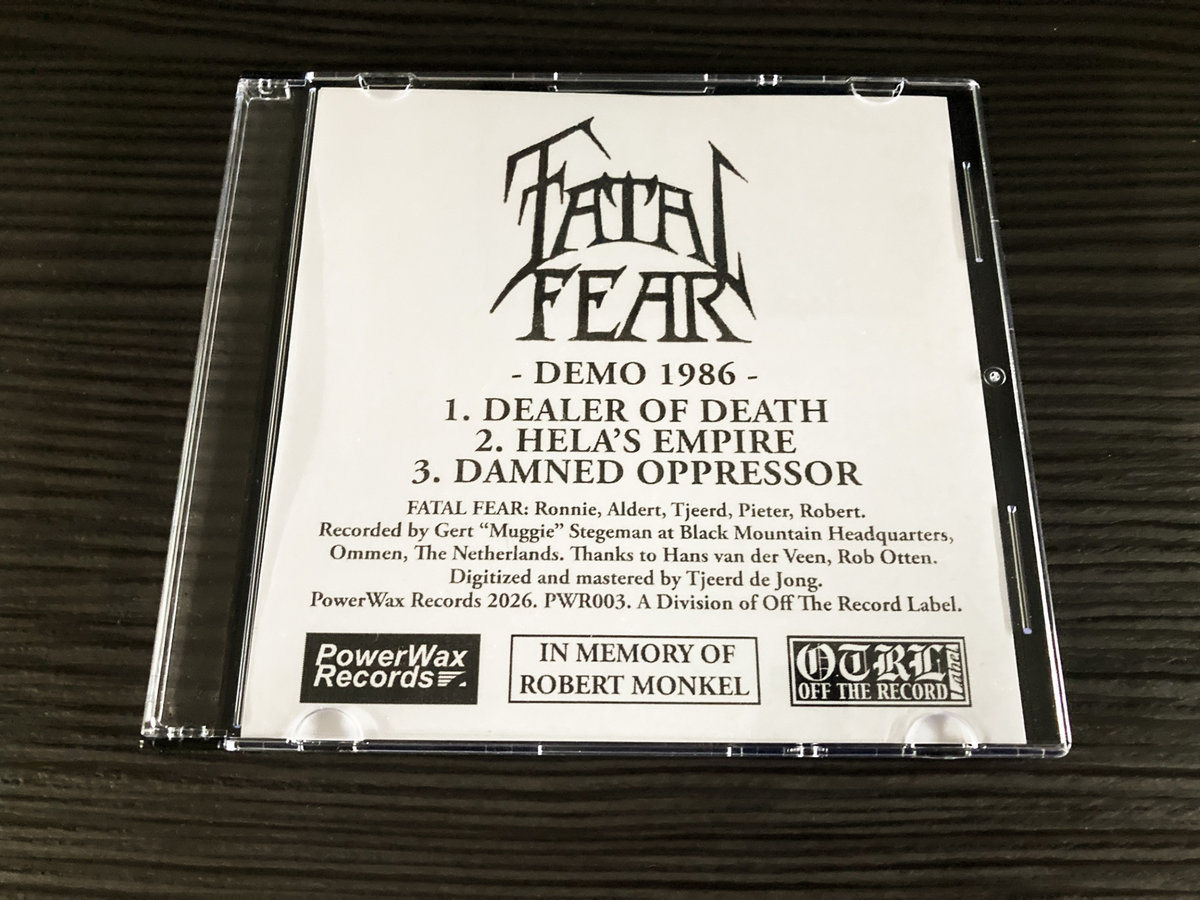 FATAL
FEAR
- DEMO 1986 -
1. DEALER OF DEATH
2. HELA'S EMPIRE
3. DAMNED OPPRESSOR
FATAL FEAR: Ronnie, Aldert, Tjeerd, Pieter, Robert.
Recorded by Gert “Muggie” Stegeman at Black Mountain Headquarters,
Ommen, The Netherlands. Thanks to Hans van der Veen, Rob Otten.
Digitized and mastered by Tjeerd de Jong.
PowerWax Records 2026. PWR003. A Division of Off The Record Label.
PowerWax
Records
IN MEMORY OF
ROBERT MONKEL
OTRL
OFF THE RECORD
Label